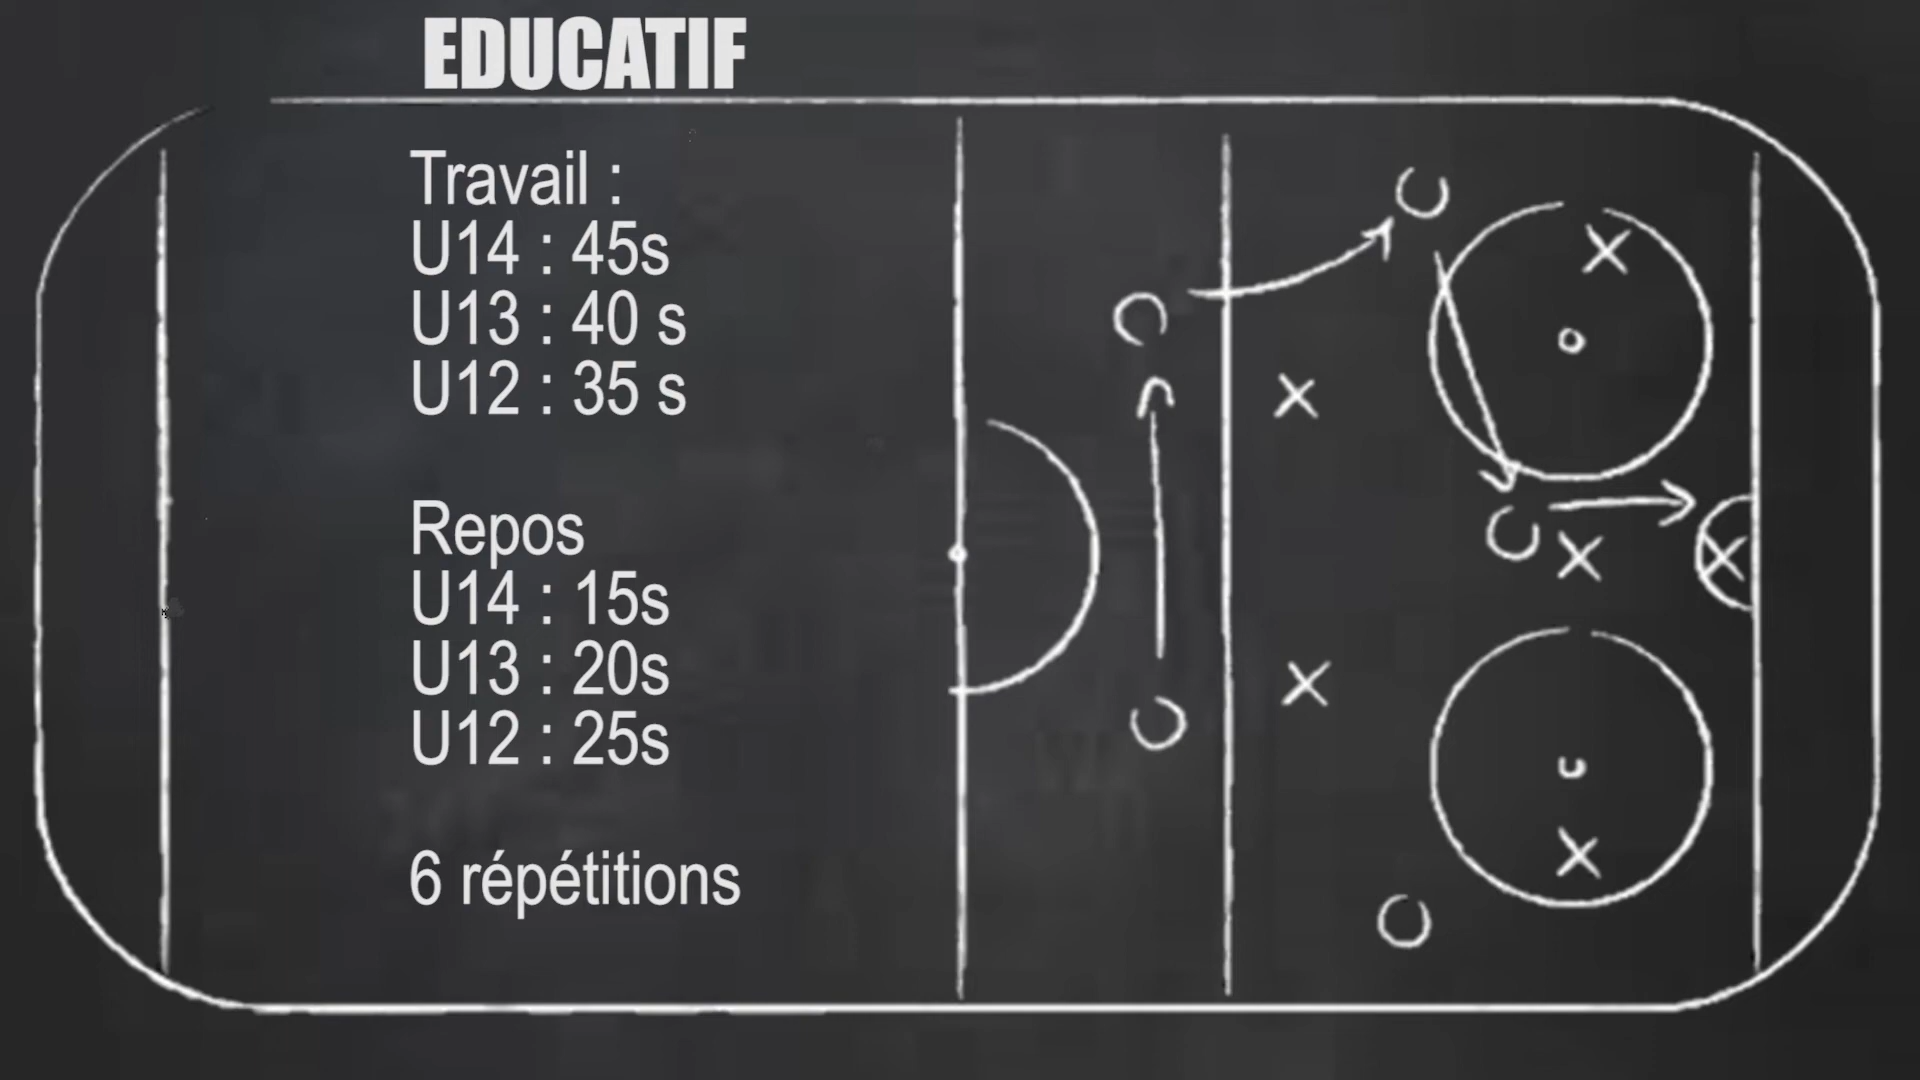 EDUCATIF
Travail :
U14 : 45s
U13 : 40 s
U12 : 35 s
Repos
U14 : 15s
U13 : 20s
U12 : 25s
6 répétitions